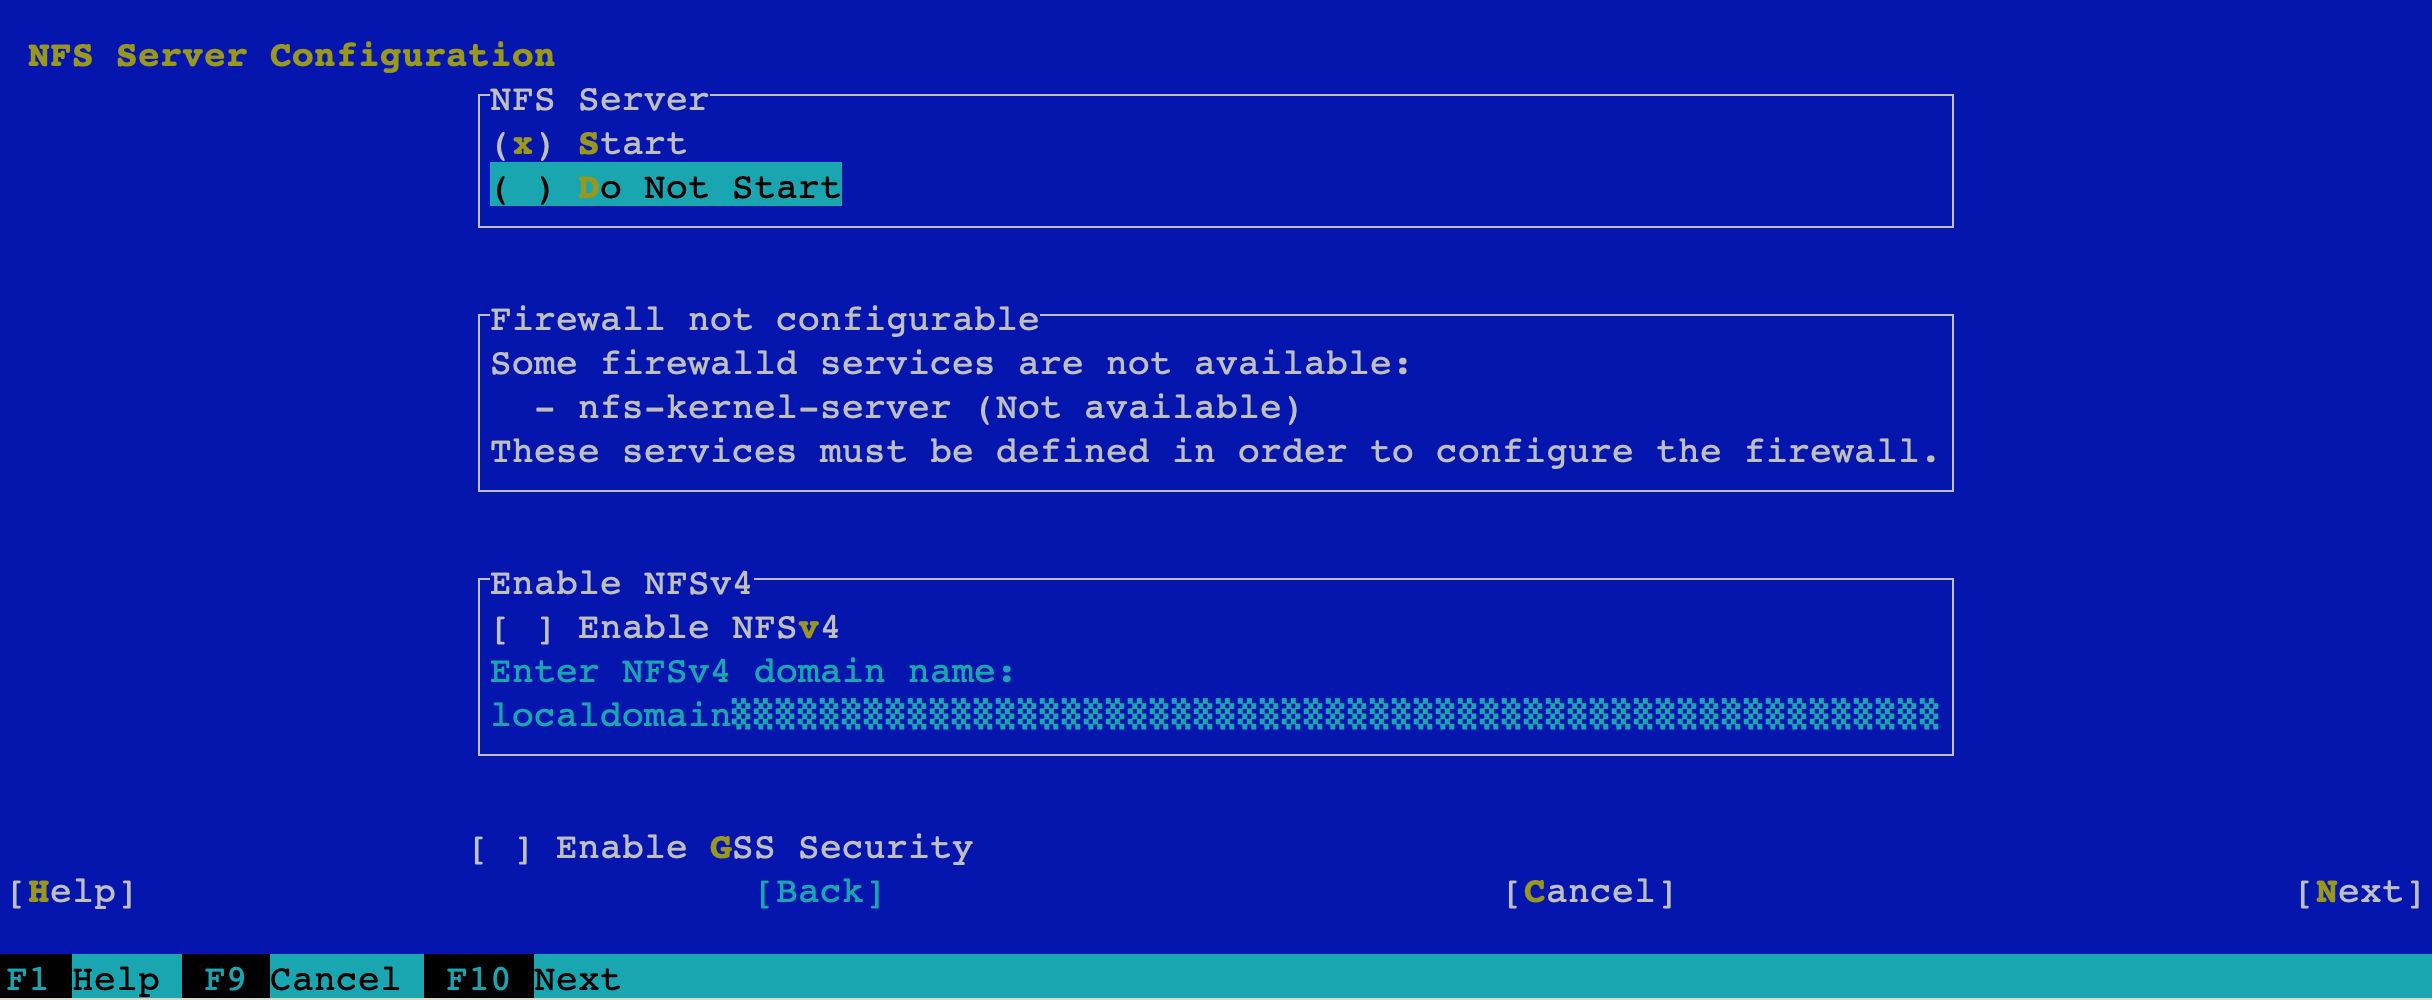 NFS Server Configuration
NFS Server
(x) Start
( ) Do Not Start
Firewall not configurable
Some firewalld services are not available:
- nfs-kernel-server (Not available)
These services must be defined in order to configure the firewall.
Enable NFSv4
[ ] Enable NFSv4
Enter NFSv4 domain name:
localdomain
[ ] Enable GSS Security
[Help] [Back] [Cancel] [Next]
F1 Help F9 Cancel F10 Next